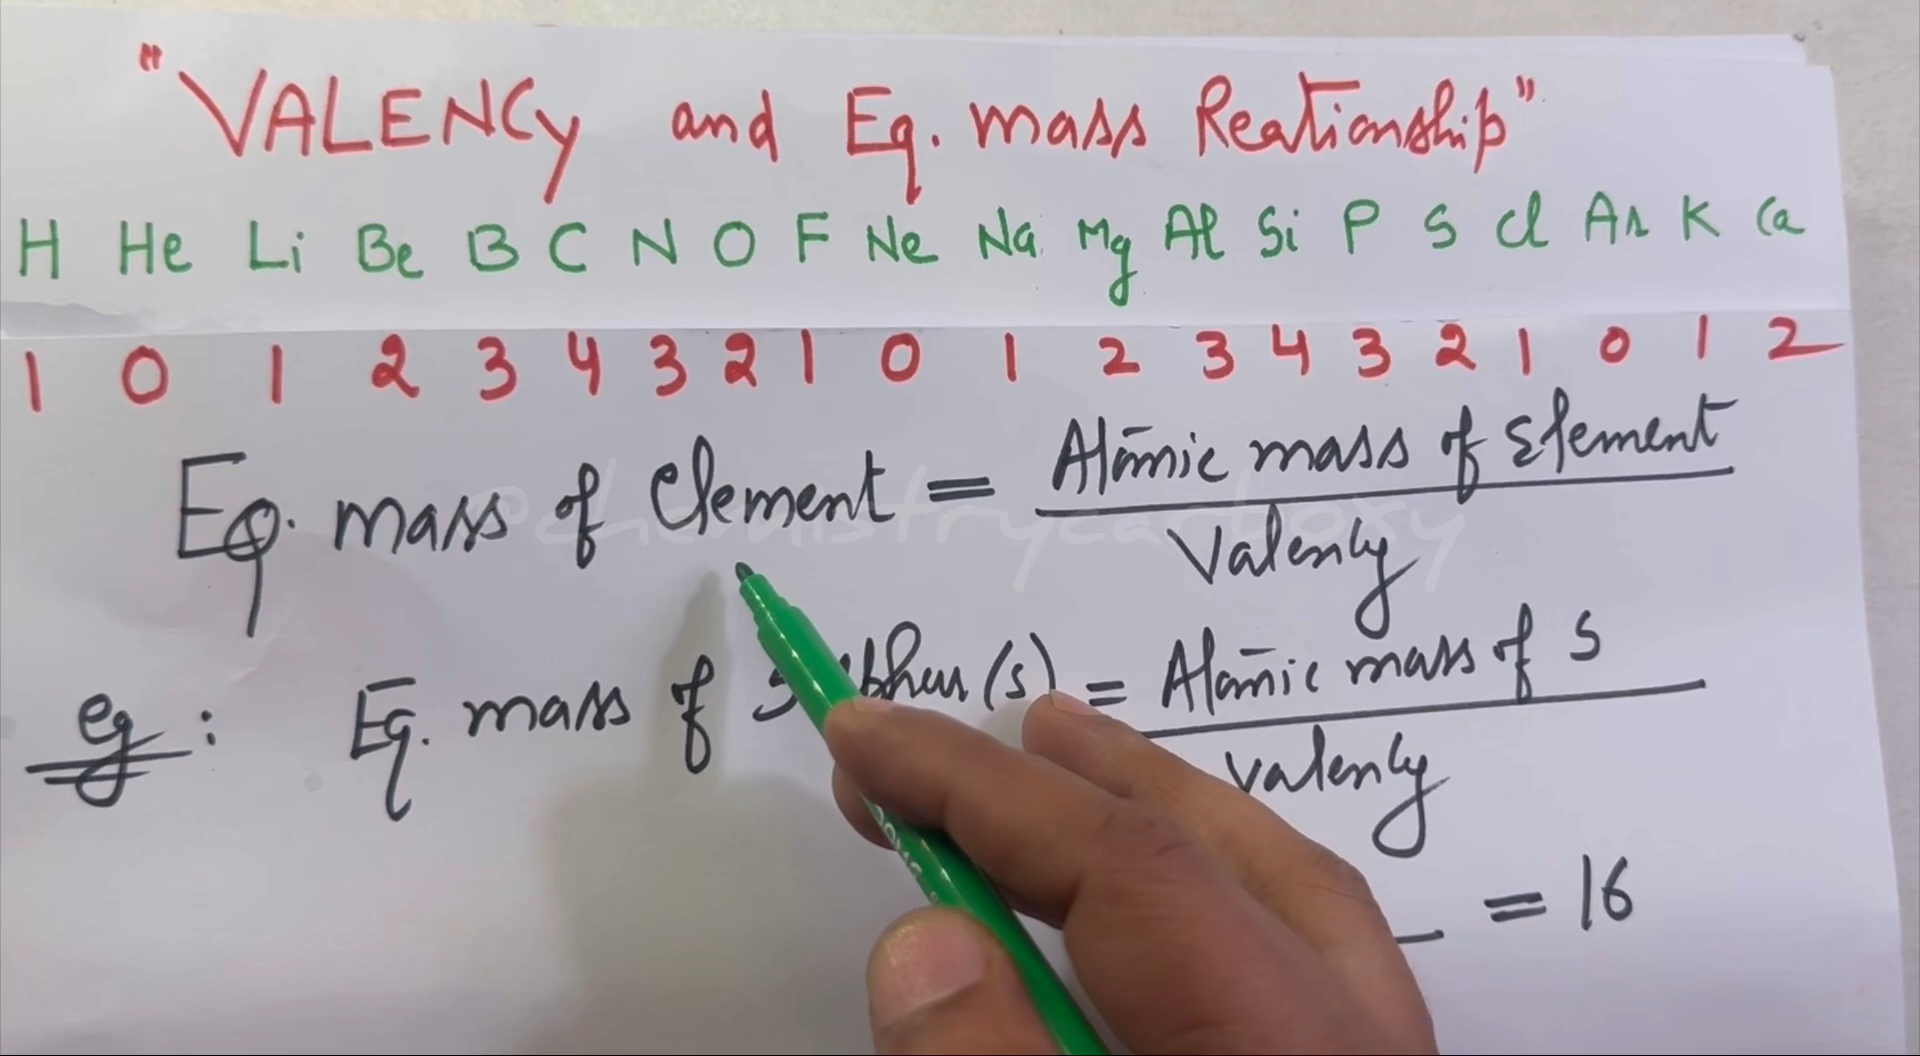 "VALENCY and Eq. mass Reationship"
H He Li Be B C N O F Ne Na Mg Al Si P S Cl Ar K Ca
1 0 1 2 3 4 3 2 1 0 1 2 3 4 3 2 1 0 1 2
Eq. mass of Element = Atomic mass of Element
Valency
@chemistrycarboxy
eg : Eq. mass of (S) = Atomic mass of S
Valency
= 16